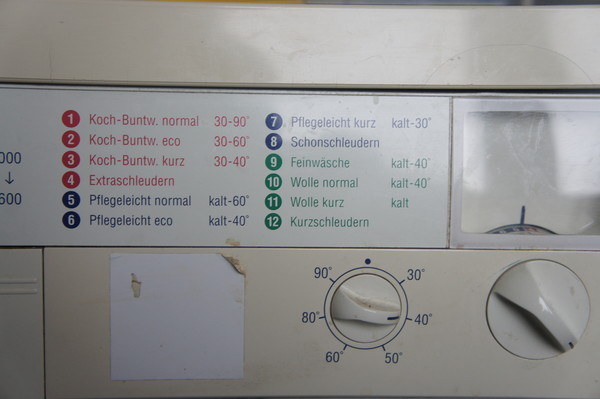 1 Koch-Buntw. normal 30-90°
2 Koch-Buntw. eco 30-60°
3 Koch-Buntw. kurz 30-40°
4 Extraschleudern
5 Pflegeleicht normal kalt-60°
6 Pflegeleicht eco kalt-40°
7 Pflegeleicht kurz kalt-30°
8 Schonschleudern
9 Feinwäsche kalt-40°
10 Wolle normal kalt-40°
11 Wolle kurz kalt
12 Kurzschleudern
000
↓
600
90° 30°
80° 40°
60° 50°